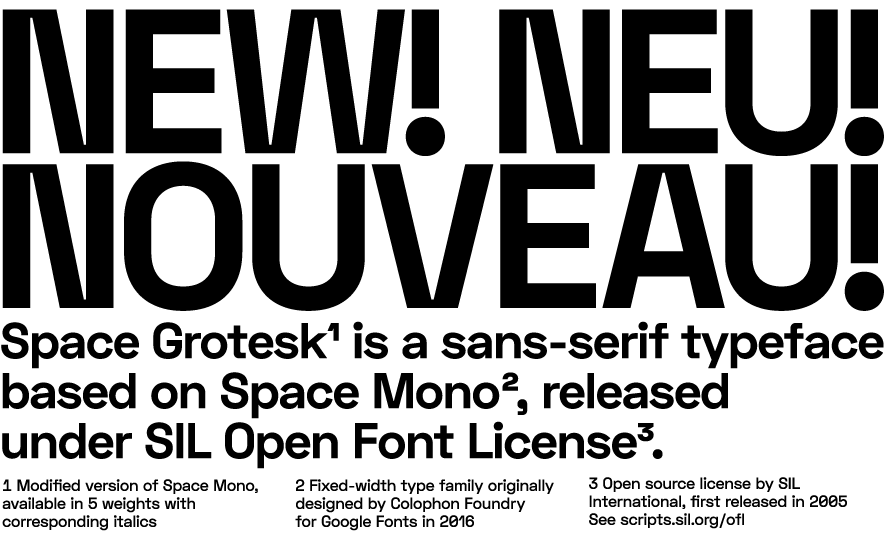 NEW! NEU!
NOUVEAU!
Space Grotesk¹ is a sans-serif typeface
based on Space Mono², released
under SIL Open Font License³.
1 Modified version of Space Mono,
available in 5 weights with
corresponding italics
2 Fixed-width type family originally
designed by Colophon Foundry
for Google Fonts in 2016
3 Open source license by SIL
International, first released in 2005
See scripts.sil.org/ofl